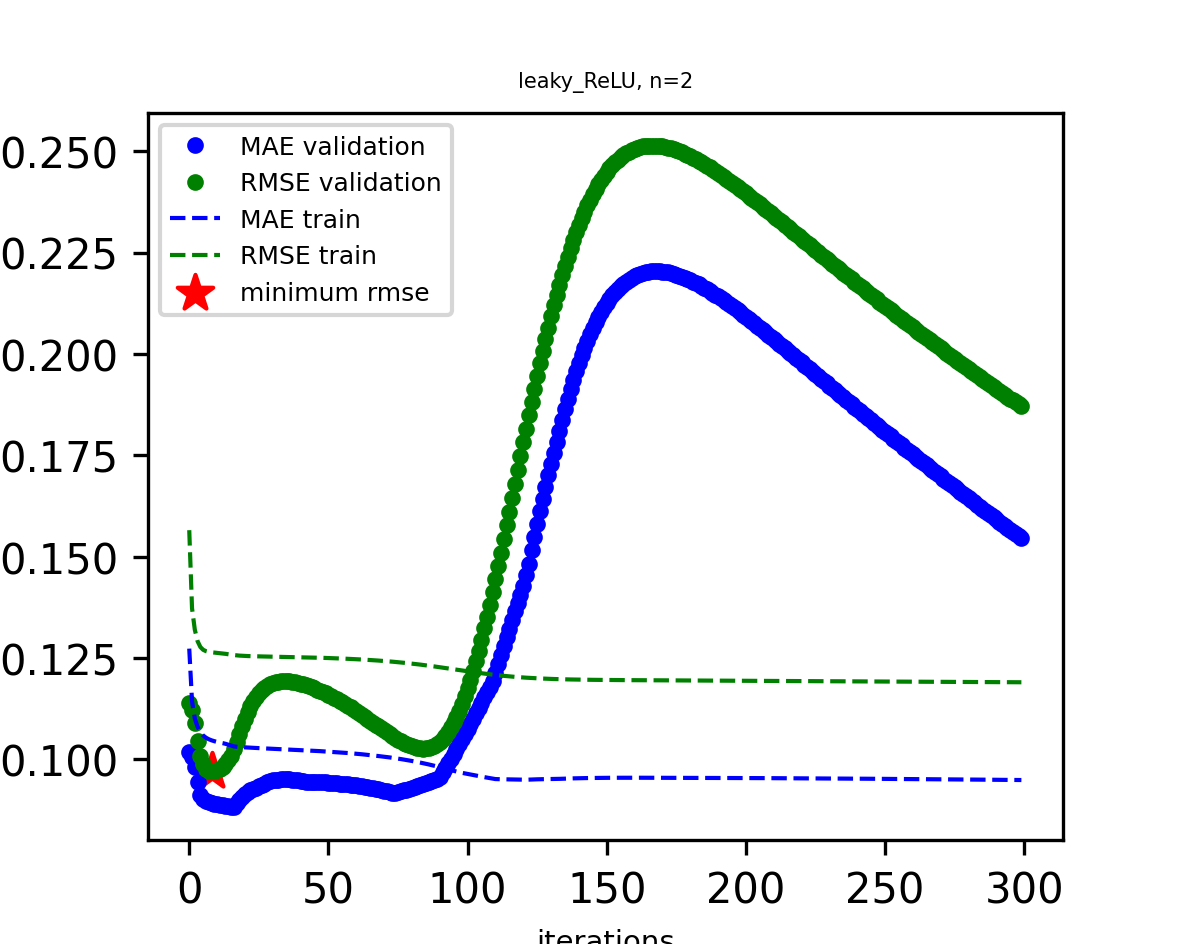 leaky_ReLU, n=2
MAE validation
RMSE validation
MAE train
RMSE train
minimum rmse
0.250
0.225
0.200
0.175
0.150
0.125
0.100
0 50 100 150 200 250 300
iterations